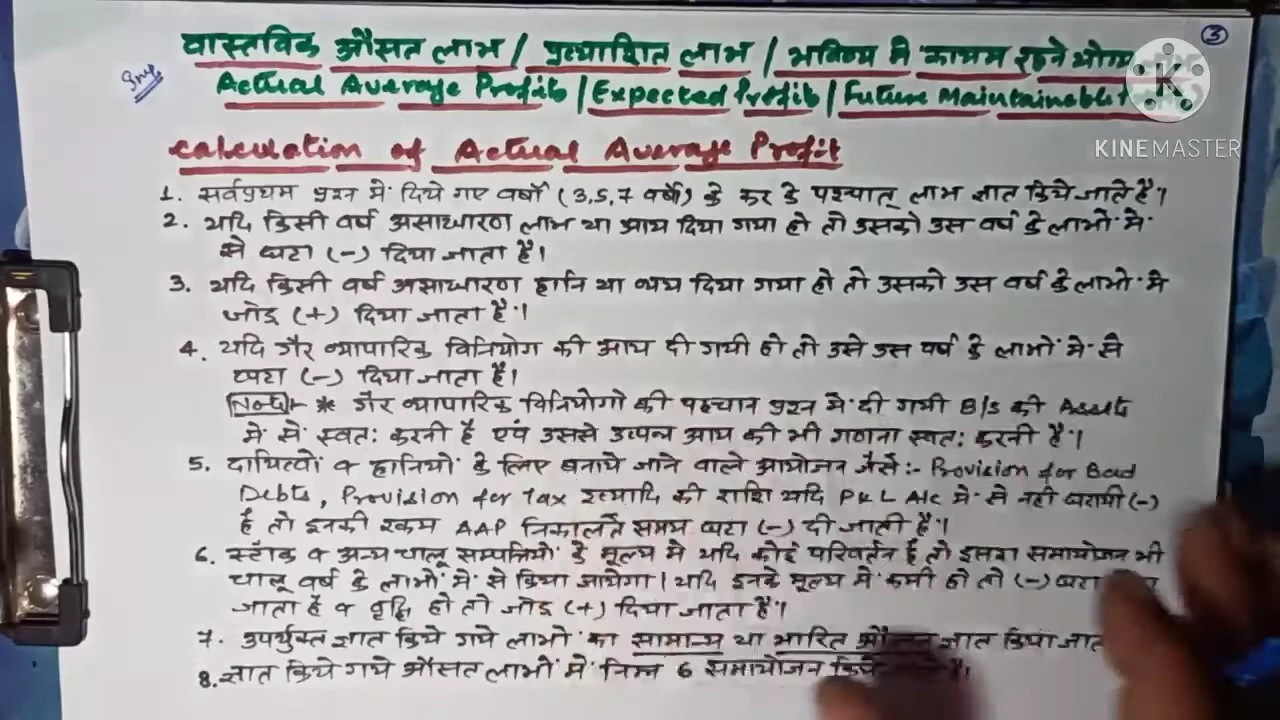 3
वास्तविक औसत लाभ / प्रत्याशित लाभ / भविष्य मे कायम रहने योग्य
Imp
Actual Average Profits / Expected Profits / Future Maintainable
KINEMASTER
Calculation of Actual Average Profit
1. सर्वप्रथम प्रश्न में दिये गए वर्षों (3,5,7 वर्षों) के कर के पश्चात् लाभ ज्ञात किये जाते है।
2. यदि किसी वर्ष असाधारण लाभ या आय दिया गया हो तो उसको उस वर्ष के लाभों मे
से घटा (-) दिया जाता है।
3. यदि किसी वर्ष असाधारण हानि या व्यय दिया गया हो तो उसको उस वर्ष के लाभो मे
जोड़ (+) दिया जाता है।
4. यदि गैर व्यापारिक विनियोग की आय दी गयी हो तो उसे उस वर्ष के लाभों मे से
घटा (-) दिया जाता है।
Note:- * गैर व्यापारिक विनियोगो की पहचान प्रश्न मे दी गयी B/S की Assets
मे से स्वत: करनी है एवं उससे उत्पन्न आय की भी गणना स्वत: करनी है।
5. दायित्वों व हानियों के लिए बनाये जाने वाले आयोजन जैसे:- Provision for Bad
Debts, Provision for Tax इत्यादि की राशि यदि P&L A/c मे से नही घटायी (-)
है तो इनकी रकम AAP निकालते समय घटा (-) दी जाती है।
6. स्टॉक व अन्य चालू सम्पत्तियों के मूल्य मे यदि कोई परिवर्तन है तो इसका समायोजन भी
चालू वर्ष के लाभों मे से किया जायेगा। यदि इनके मूल्य मे कमी हो तो (-) घटा
जाता है व वृद्धि हो तो जोड़ (+) दिया जाता है।
7. उपर्युक्त ज्ञात किये गये लाभो का सामान्य या भारित औसत ज्ञात किया जात
8. ज्ञात किये गये औसत लाभों मे निम्न 6 समायोजन किये है।